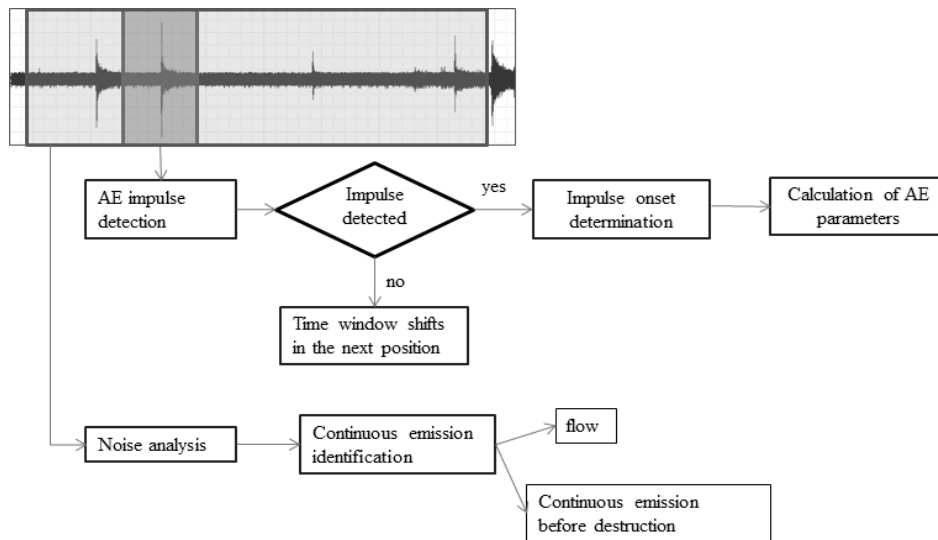 AE impulse
detection
Impulse
detected
yes
Impulse onset
determination
Calculation of AE
parameters
no
Time window shifts
in the next position
Noise analysis
Continuous emission
identification
flow
Continuous emission
before destruction